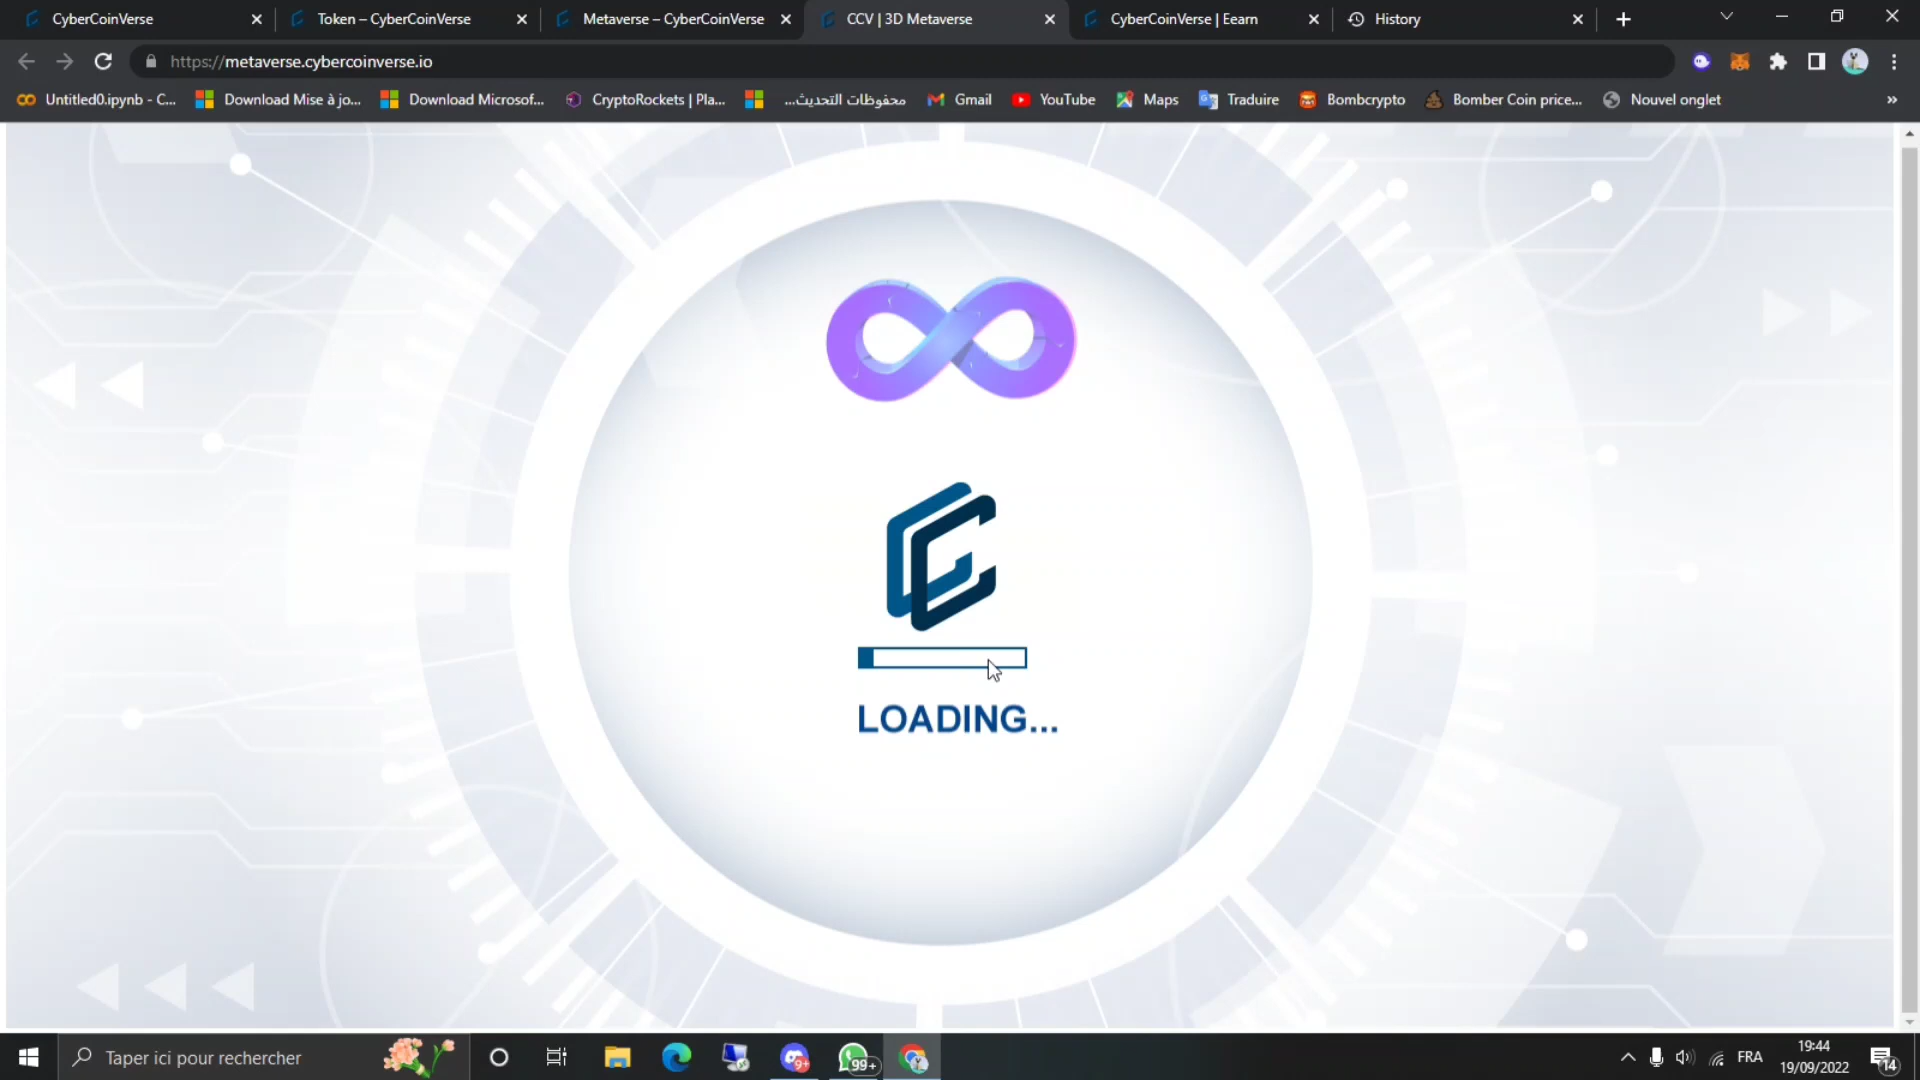 CyberCoinVerse
Token – CyberCoinVerse
Metaverse – CyberCoinVerse
CCV | 3D Metaverse
CyberCoinVerse | Eearn
History
https://metaverse.cybercoinverse.io
Untitled0.ipynb - C...
Download Mise à jo...
Download Microsof...
CryptoRockets | Pla...
محفوظات التحديث...
Gmail
YouTube
Maps
Traduire
Bombcrypto
Bomber Coin price...
Nouvel onglet
»
LOADING...
Taper ici pour rechercher
9+
99+
FRA
19:44
19/09/2022
14